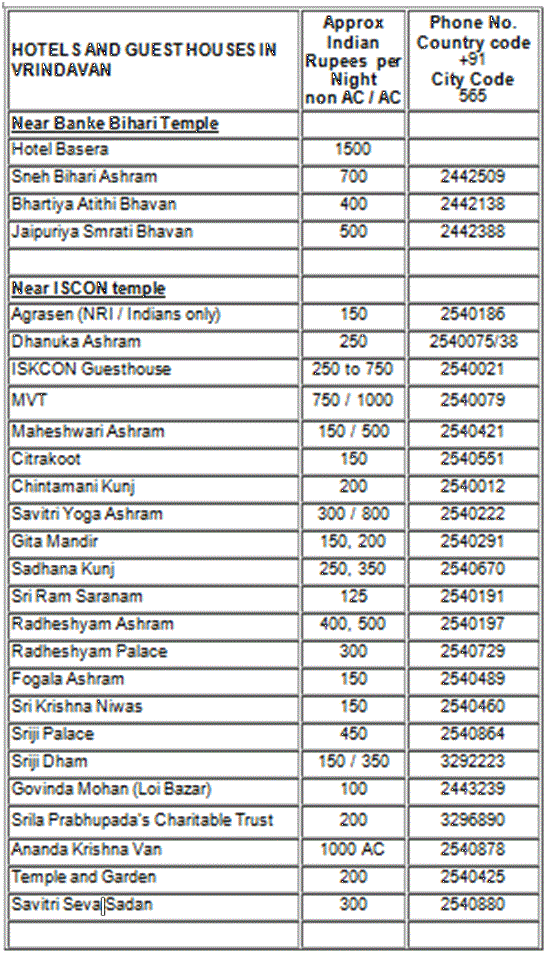 HOTELS AND GUEST HOUSES IN
VRINDAVAN
Approx
Indian
Rupees per
Night
non AC / AC
Phone No.
Country code
+91
City Code
565
Near Banke Bihari Temple
Hotel Basera 1500
Sneh Bihari Ashram 700 2442509
Bhartiya Atithi Bhavan 400 2442138
Jaipuriya Smrati Bhavan 500 2442388
Near ISCON temple
Agrasen (NRI / Indians only) 150 2540186
Dhanuka Ashram 250 2540075/38
ISKCON Guesthouse 250 to 750 2540021
MVT 750 / 1000 2540079
Maheshwari Ashram 150 / 500 2540421
Citrakoot 150 2540551
Chintamani Kunj 200 2540012
Savitri Yoga Ashram 300 / 800 2540222
Gita Mandir 150, 200 2540291
Sadhana Kunj 250, 350 2540670
Sri Ram Saranam 125 2540191
Radheshyam Ashram 400, 500 2540197
Radheshyam Palace 300 2540729
Fogala Ashram 150 2540489
Sri Krishna Niwas 150 2540460
Sriji Palace 450 2540864
Sriji Dham 150 / 350 3292223
Govinda Mohan (Loi Bazar) 100 2443239
Srila Prabhupada's Charitable Trust 200 3296890
Ananda Krishna Van 1000 AC 2540878
Temple and Garden 200 2540425
Savitri Seva Sadan 300 2540880